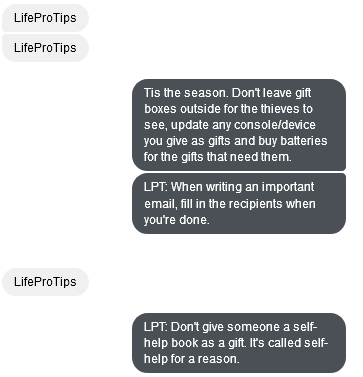 LifeProTips
LifeProTips
Tis the season. Don't leave gift
boxes outside for the thieves to
see, update any console/device
you give as gifts and buy batteries
for the gifts that need them.
LPT: When writing an important
email, fill in the recipients when
you're done.
LifeProTips
LPT: Don't give someone a self-
help book as a gift. It's called self-
help for a reason.